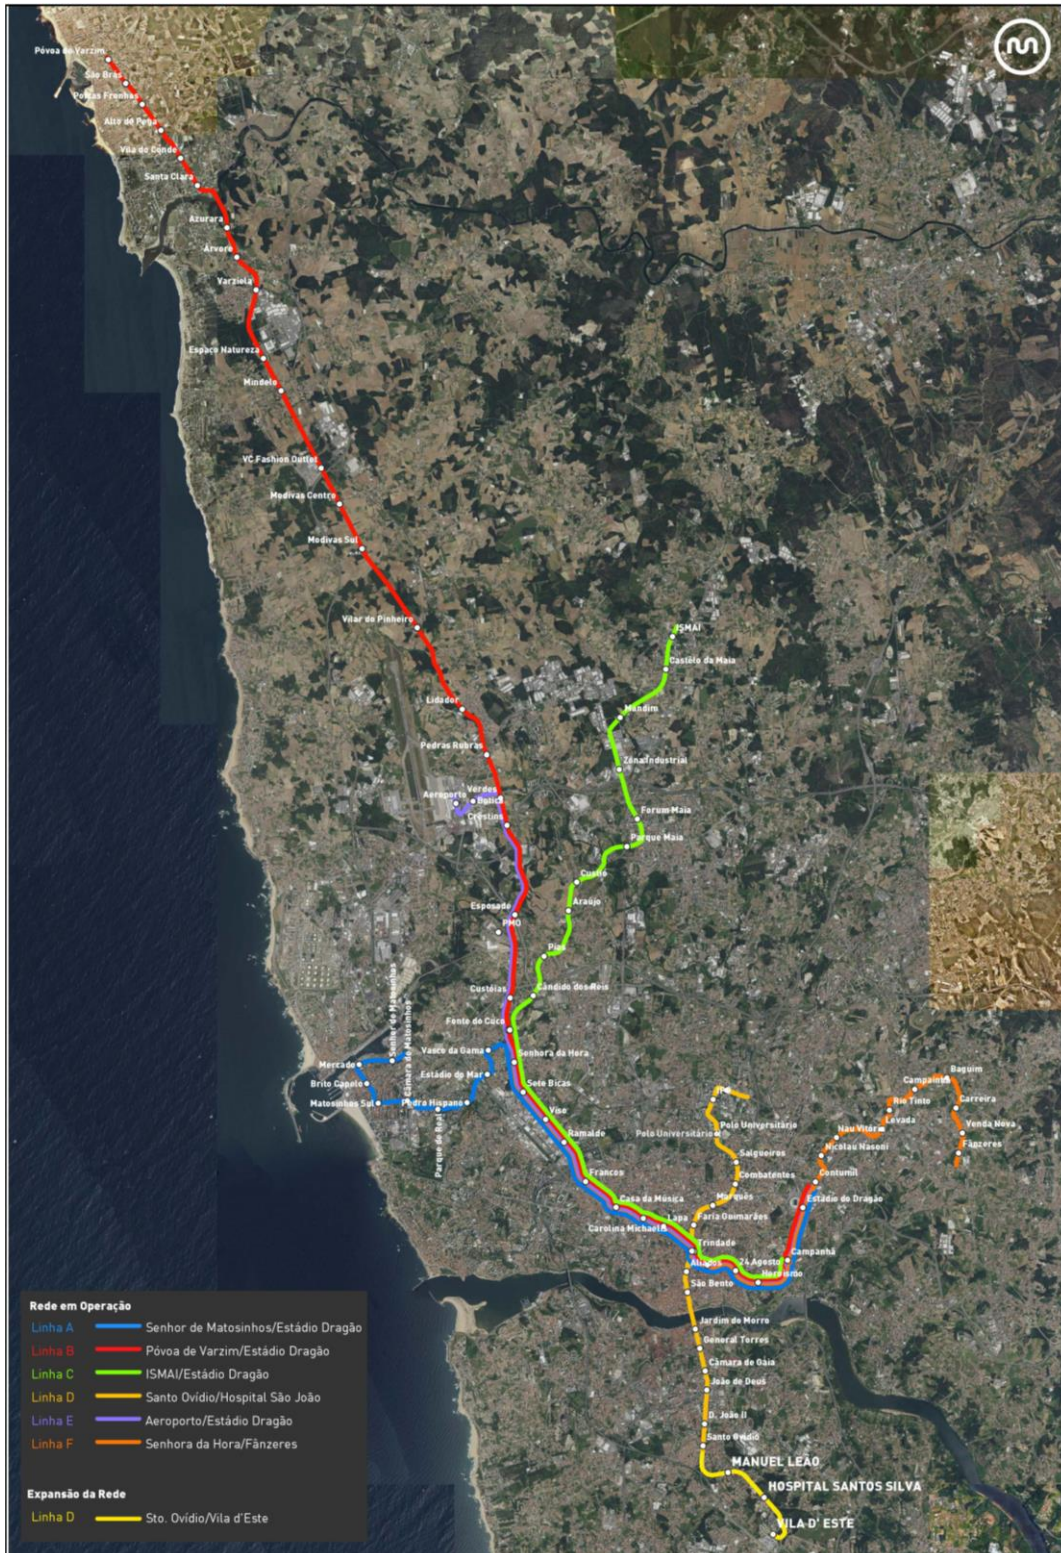 Póvoa de Varzim
São Brás
Portas Fronhas
Alto de Pega
Vila do Conde
Santa Clara
Azurara
Árvore
Varziela
Espaço Natureza
Mindelo
VC Fashion Outlet
Modivas Centro
Modivas Sul
Vilar do Pinheiro
ISMAI
Castêlo da Maia
Lidador
Mandim
Pedras Rubras
Zona Industrial
Verdes
Aeroporto
Botica
Crestins
Forum Maia
Parque Maia
Custió
Araújo
Esposade
PMO
Pias
Custóias
Cândido dos Reis
Fonte do Cuco
Senhor de Matosinhos
Câmara de Matosinhos
Vasco da Gama
Senhora da Hora
Mercado
Estádio do Mar
Brito Capelo
Sete Bicas
Matosinhos Sul
Pedro Hispano
Parque de Real
Viso
Ramalde
IPO
Polo Universitário
Polo Universitário
Baguim
Campainha
Rio Tinto
Carreira
Levada
Venda Nova
Nau Vitória
Nicolau Nasoni
Fânzeres
Salgueiros
Combatentes
Contumil
Francos
Marquês
Casa da Música
Estádio do Dragão
Lapa
Faria Guimarães
Carolina Michaelis
Trindade
Campanhã
Aliados
24 Agosto
Heroísmo
São Bento
Jardim do Morro
General Torres
Câmara de Gaia
João de Deus
D. João II
Santo Ovídio
MANUEL LEÃO
HOSPITAL SANTOS SILVA
VILA D' ESTE
Rede em Operação
Linha A Senhor de Matosinhos/Estádio Dragão
Linha B Póvoa de Varzim/Estádio Dragão
Linha C ISMAI/Estádio Dragão
Linha D Santo Ovídio/Hospital São João
Linha E Aeroporto/Estádio Dragão
Linha F Senhora da Hora/Fânzeres
Expansão da Rede
Linha D Sto. Ovídio/Vila d'Este